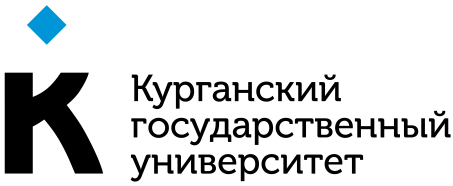 К
Курганский
государственный
университет